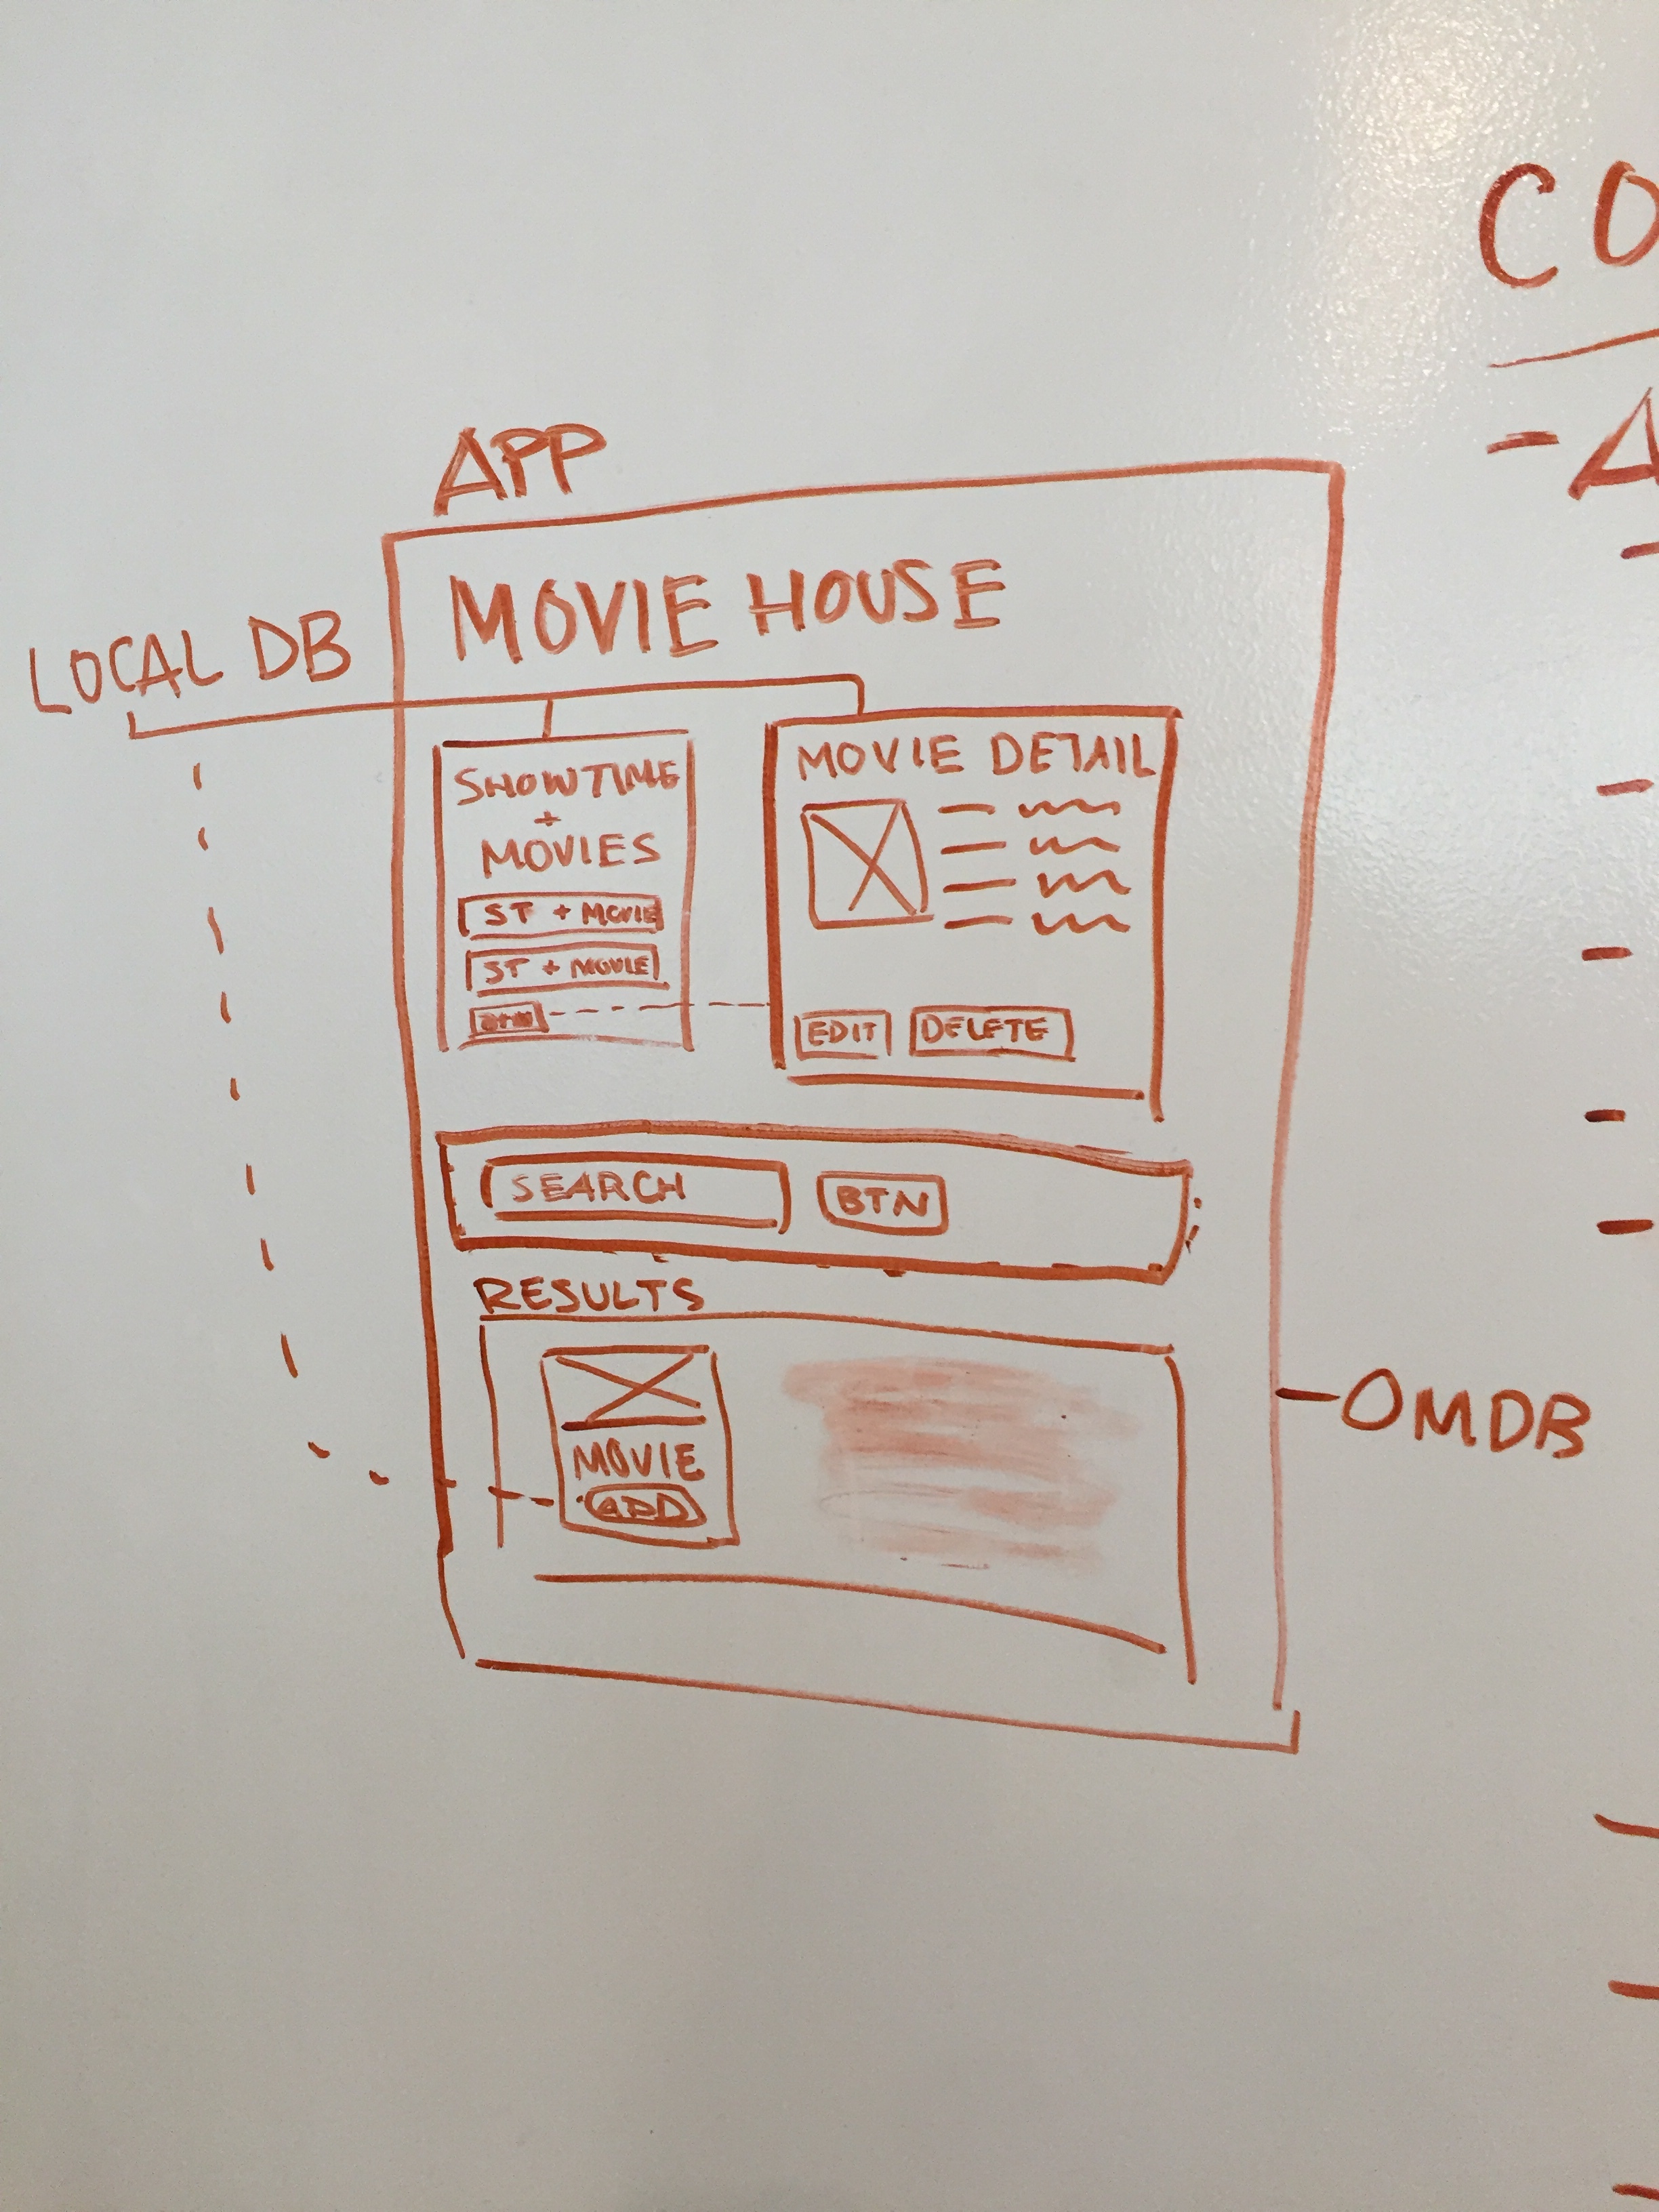 CO
- A
APP
MOVIE HOUSE
LOCAL DB
SHOWTIME
+
MOVIES
ST + MOVIE
ST + MOVIE
BTN
MOVIE DETAIL
EDIT
DELETE
SEARCH
BTN
RESULTS
MOVIE
ADD
-OMDB